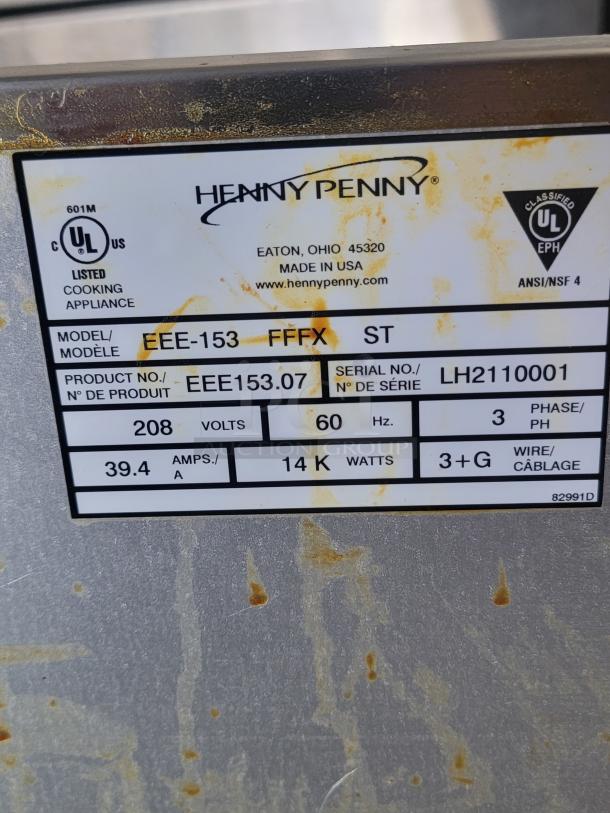 HENNY PENNY®
601M
C UL® US
LISTED
COOKING
APPLIANCE
EATON, OHIO 45320
MADE IN USA
www.hennypenny.com
CLASSIFIED
UL
EPH
ANSI/NSF 4
MODEL/
MODÈLE
EEE-153 FFFX ST
PRODUCT NO./
N° DE PRODUIT
EEE153.07
SERIAL NO./
N° DE SÉRIE
LH2110001
208 VOLTS
60 Hz.
3 PHASE/
PH
39.4 AMPS./
A
14 K WATTS
3+G WIRE/
CÂBLAGE
AUCTION GROUP
82991D